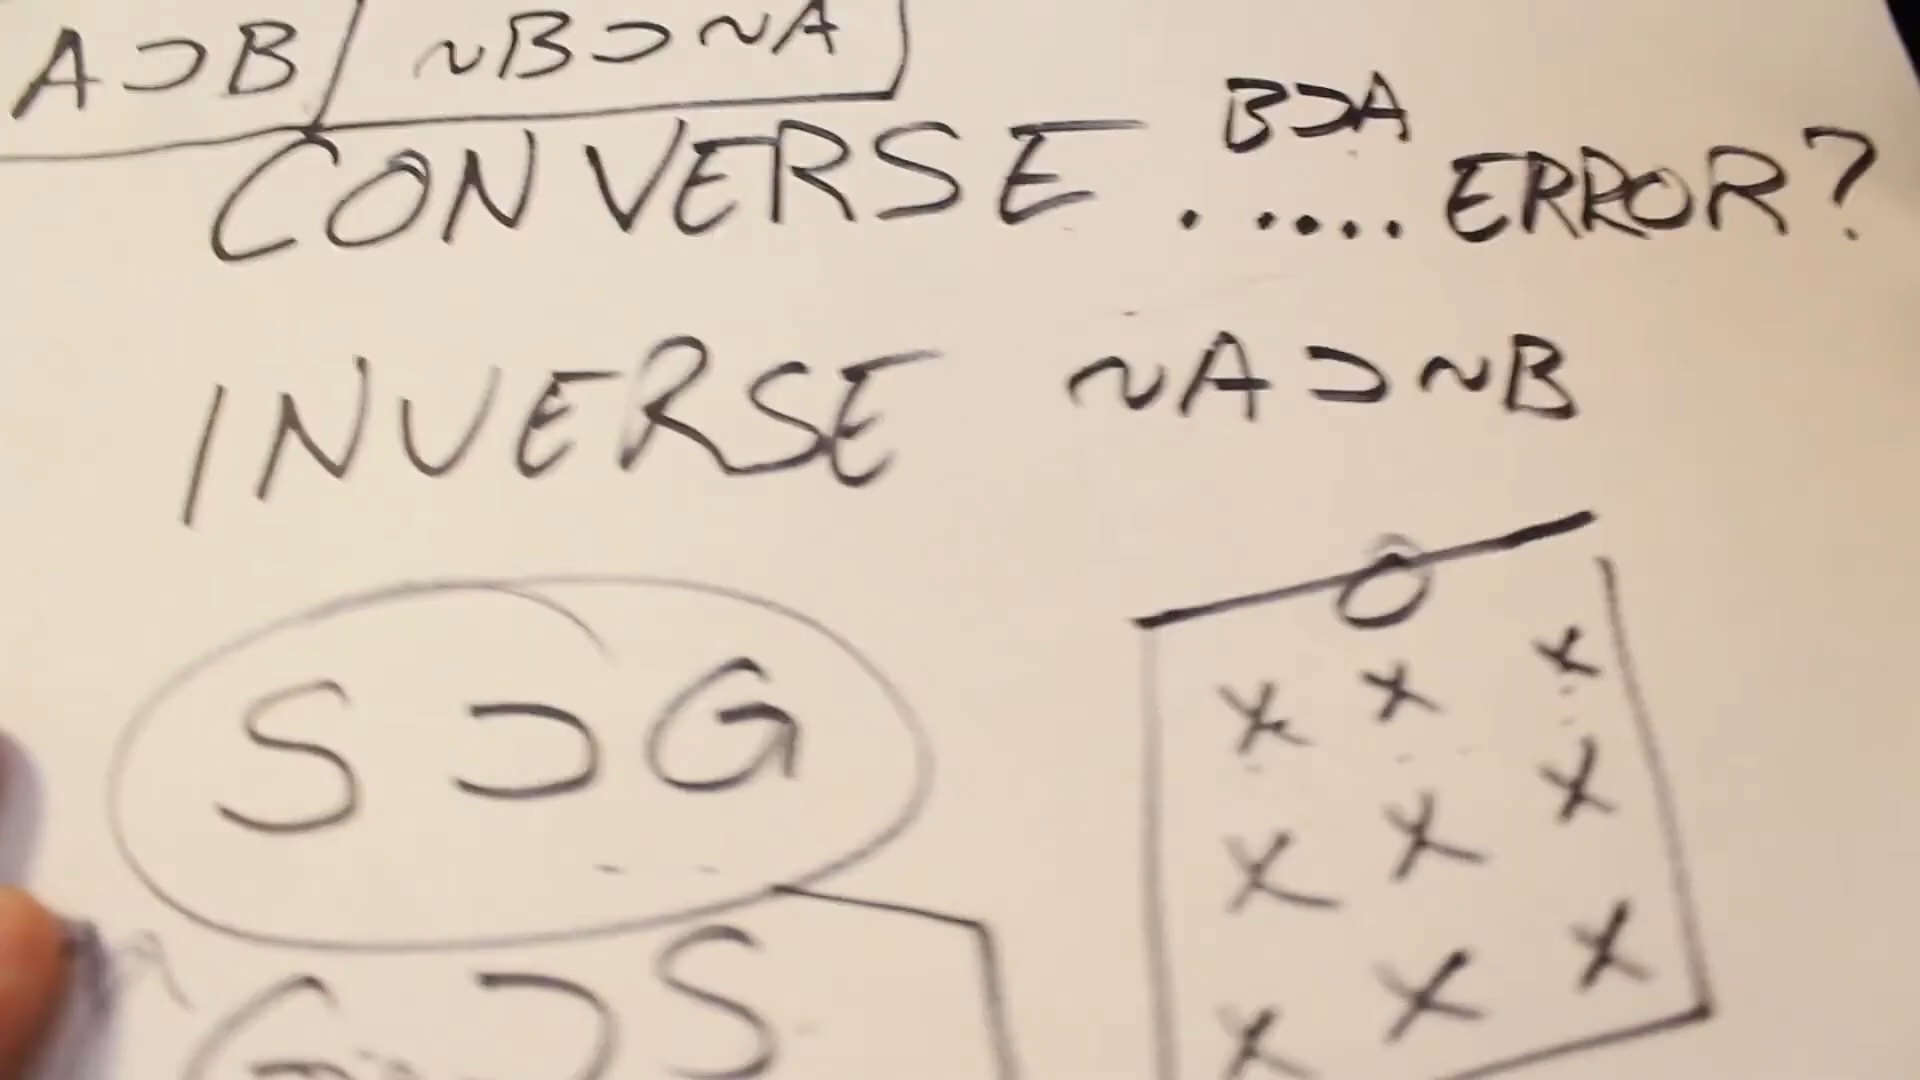 A ⊃ B ~B ⊃ ~A
B ⊃ A
CONVERSE ...... ERROR?
INVERSE ~A ⊃ ~B
O
S ⊃ G
X X X
X X X
G ⊃ S
X X X